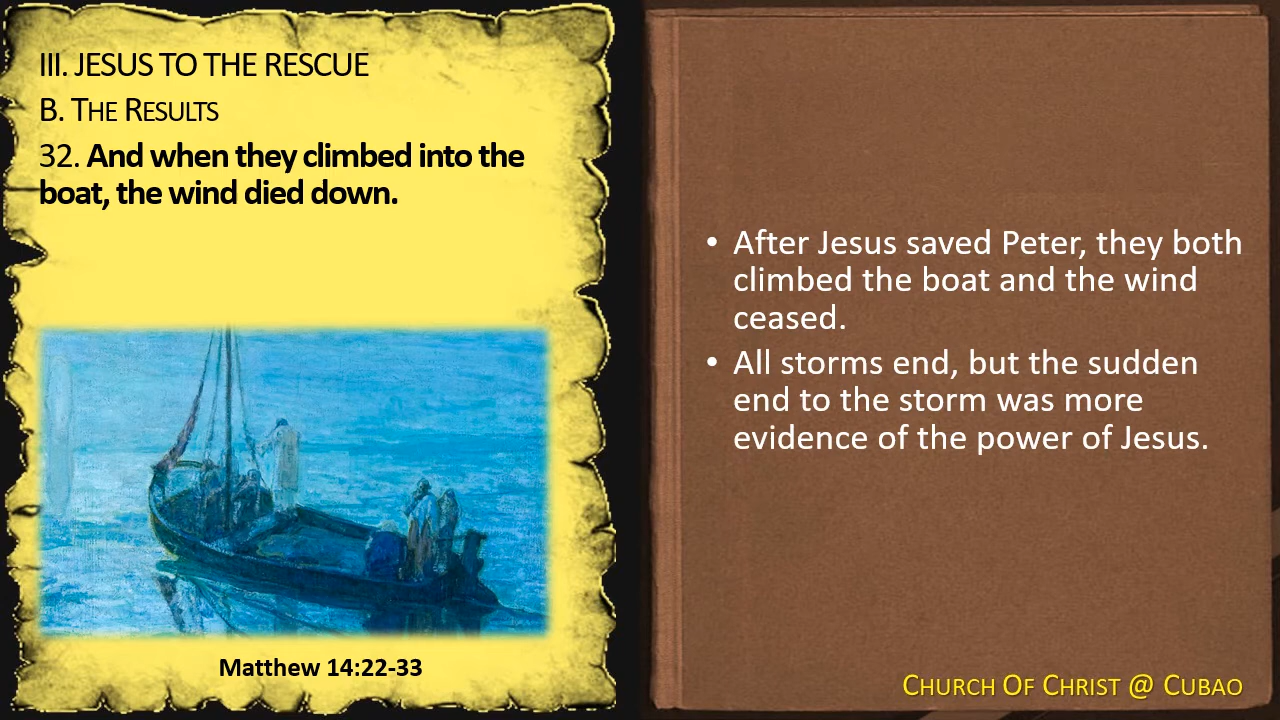 III. JESUS TO THE RESCUE
B. THE RESULTS
32. And when they climbed into the
boat, the wind died down.
Matthew 14:22-33
• After Jesus saved Peter, they both
climbed the boat and the wind
ceased.
• All storms end, but the sudden
end to the storm was more
evidence of the power of Jesus.
CHURCH OF CHRIST @ CUBAO